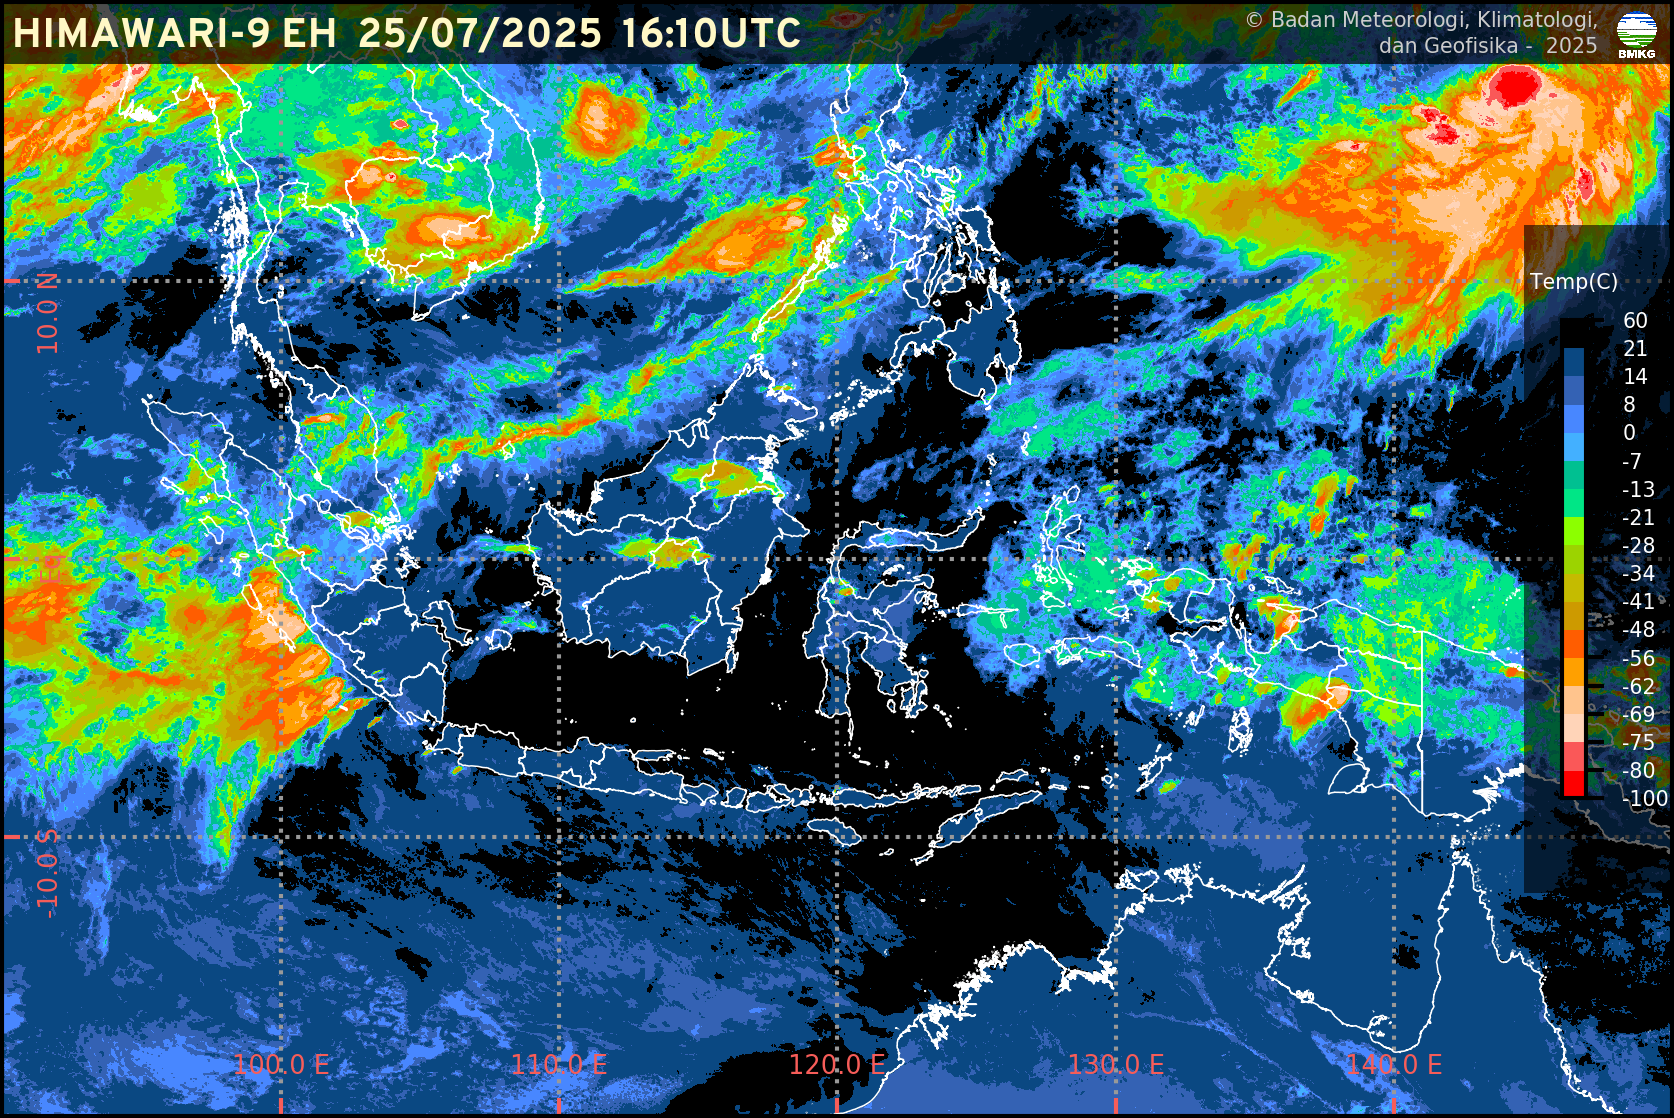 HIMAWARI-9 EH 25/07/2025 16:10UTC
© Badan Meteorologi, Klimatologi,
dan Geofisika - 2025
BMKG
Temp(C)
60
21
14
8
0
-7
-13
-21
-28
-34
-41
-48
-56
-62
-69
-75
-80
-100
10.0 N
EQ
-10.0 S
100.0 E
110.0 E
120.0 E
130.0 E
140.0 E